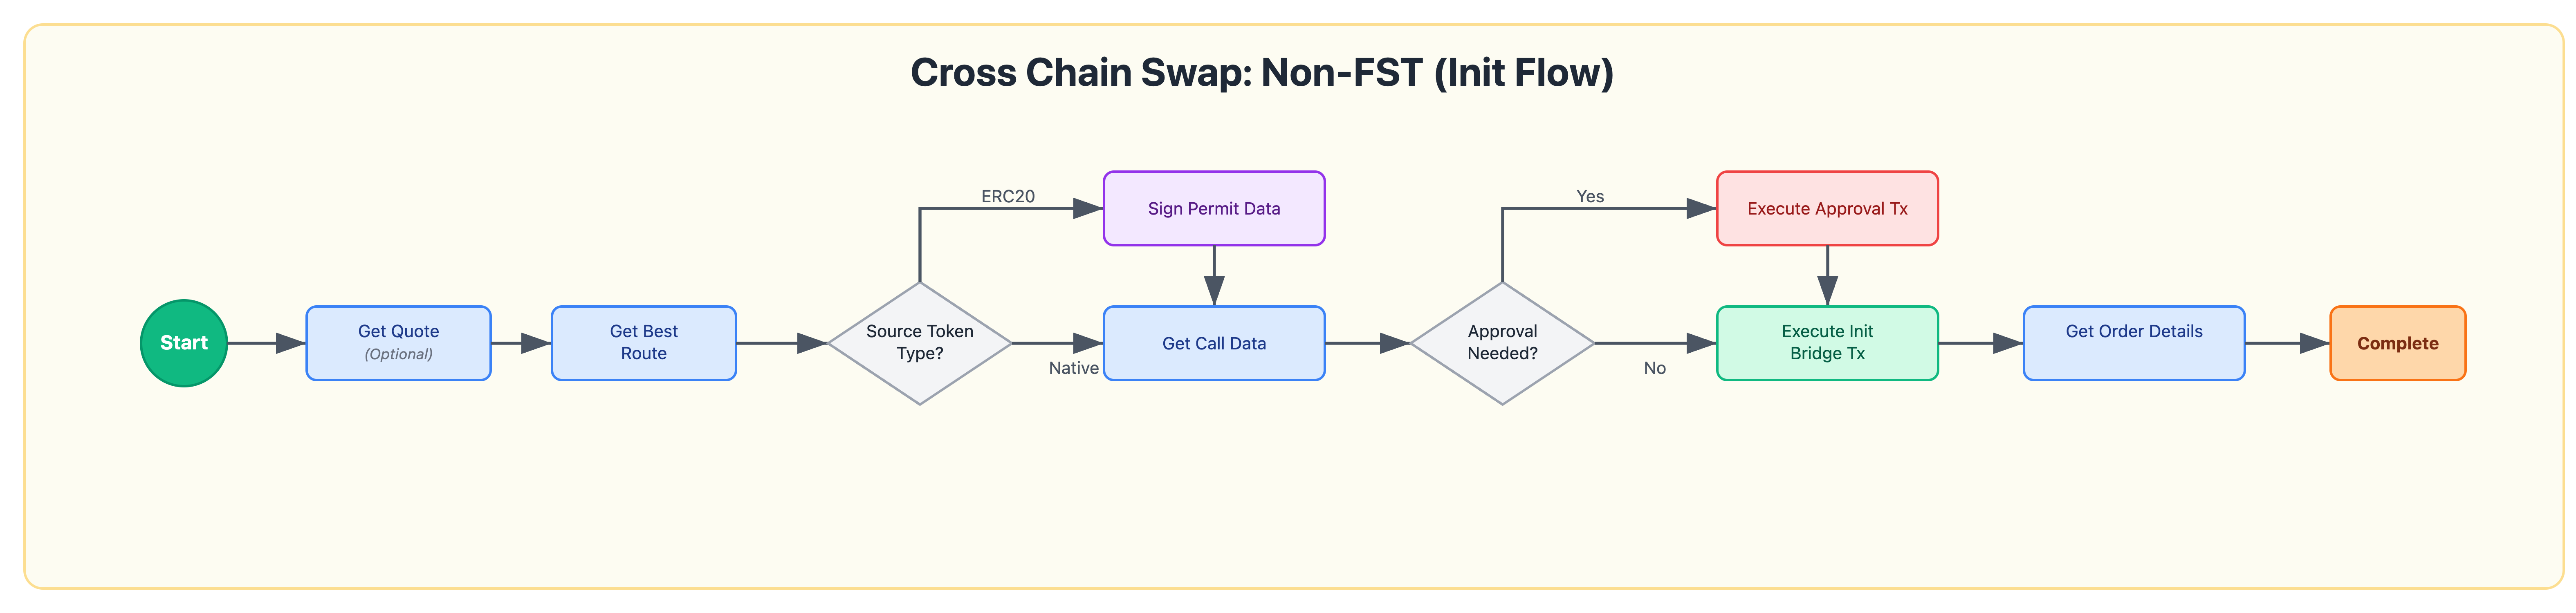 Cross Chain Swap: Non-FST (Init Flow)
Start
Get Quote
(Optional)
Get Best
Route
Source Token
Type?
ERC20
Native
Sign Permit Data
Get Call Data
Approval
Needed?
Yes
No
Execute Approval Tx
Execute Init
Bridge Tx
Get Order Details
Complete